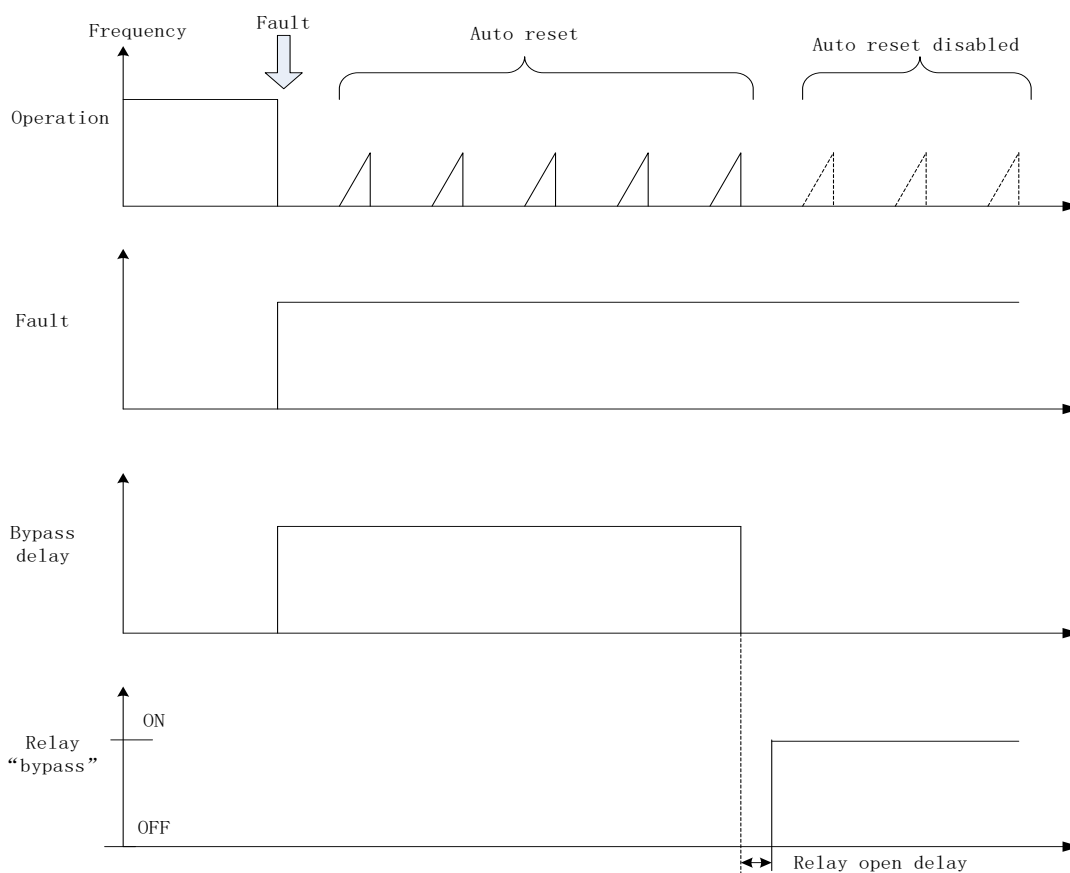 Frequency
Fault
Auto reset
Auto reset disabled
Operation
Fault
Bypass
delay
ON
Relay
“bypass”
OFF
Relay open delay